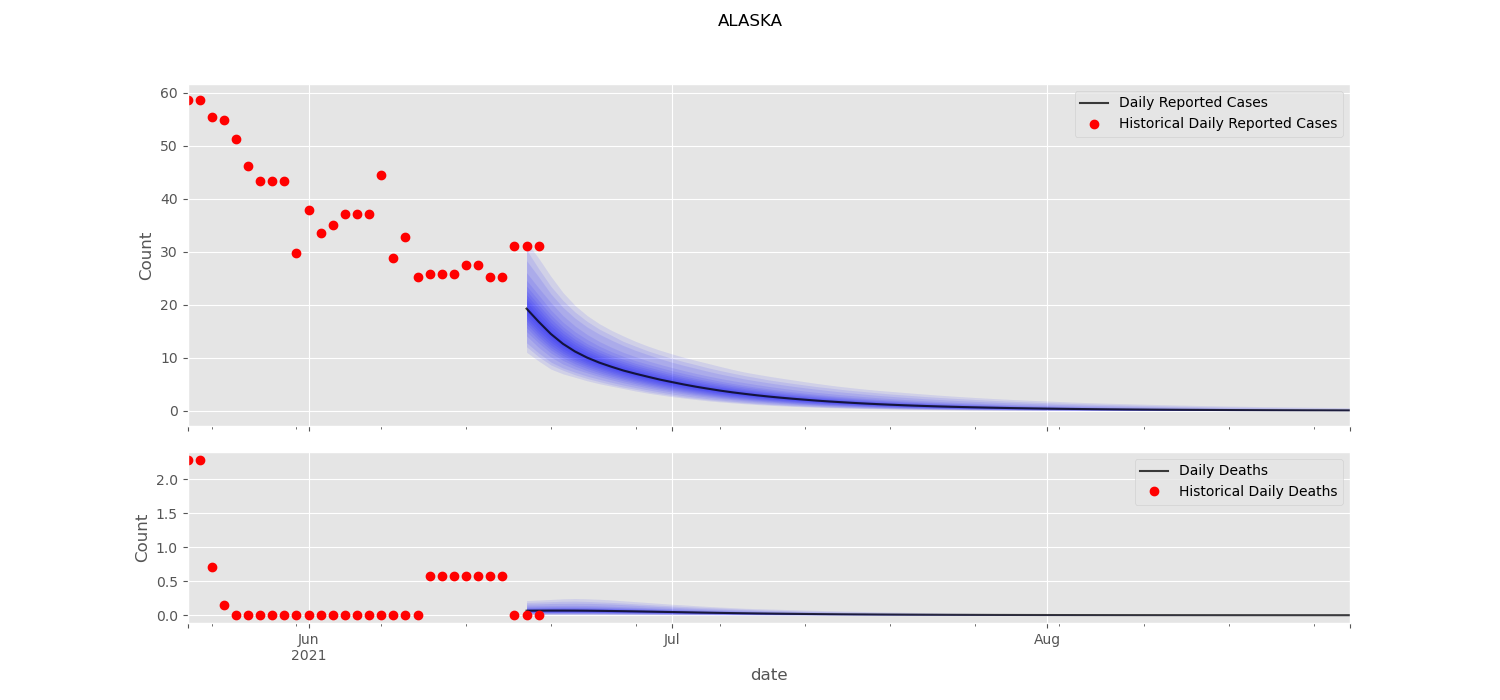 ALASKA
60
50
40
30
20
10
0
Count
Daily Reported Cases
Historical Daily Reported Cases
2.0
1.5
1.0
0.5
0.0
Count
Daily Deaths
Historical Daily Deaths
Jun
2021
Jul
Aug
date